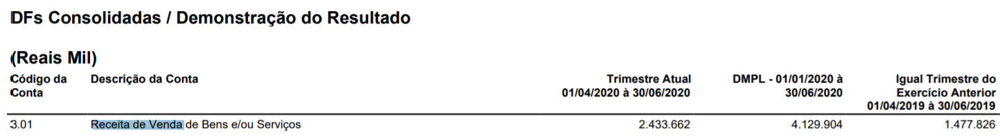 DFs Consolidadas / Demonstração do Resultado
(Reais Mil)
Código da Conta Descrição da Conta Trimestre Atual 01/04/2020 à 30/06/2020 DMPL - 01/01/2020 à 30/06/2020 Igual Trimestre do Exercício Anterior 01/04/2019 à 30/06/2019
3.01 Receita de Venda de Bens e/ou Serviços 2.433.662 4.129.904 1.477.826